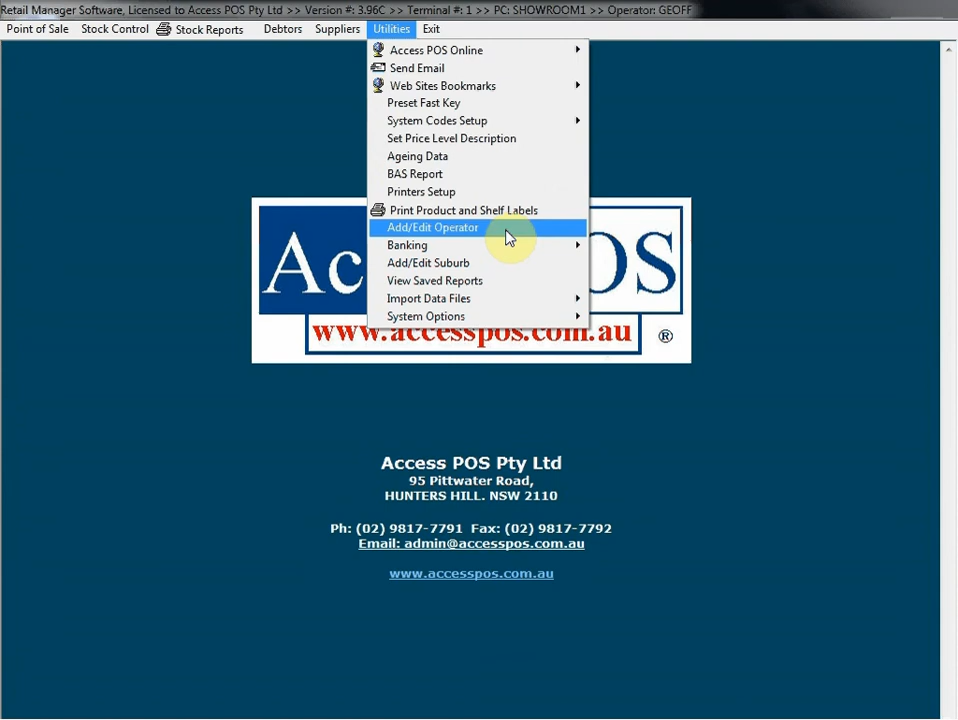 Retail Manager Software, Licensed to Access POS Pty Ltd >> Version #: 3.96C >> Terminal #: 1 >> PC: SHOWROOM1 >> Operator: GEOFF
Point of Sale Stock Control Stock Reports Debtors Suppliers Utilities Exit
Access POS Online
Send Email
Web Sites Bookmarks
Preset Fast Key
System Codes Setup
Set Price Level Description
Ageing Data
BAS Report
Printers Setup
Print Product and Shelf Labels
Add/Edit Operator
Banking
Add/Edit Suburb
View Saved Reports
Import Data Files
System Options
Ac OS
www.accesspos.com.au ®
Access POS Pty Ltd
95 Pittwater Road,
HUNTERS HILL. NSW 2110
Ph: (02) 9817-7791 Fax: (02) 9817-7792
Email: admin@accesspos.com.au
www.accesspos.com.au